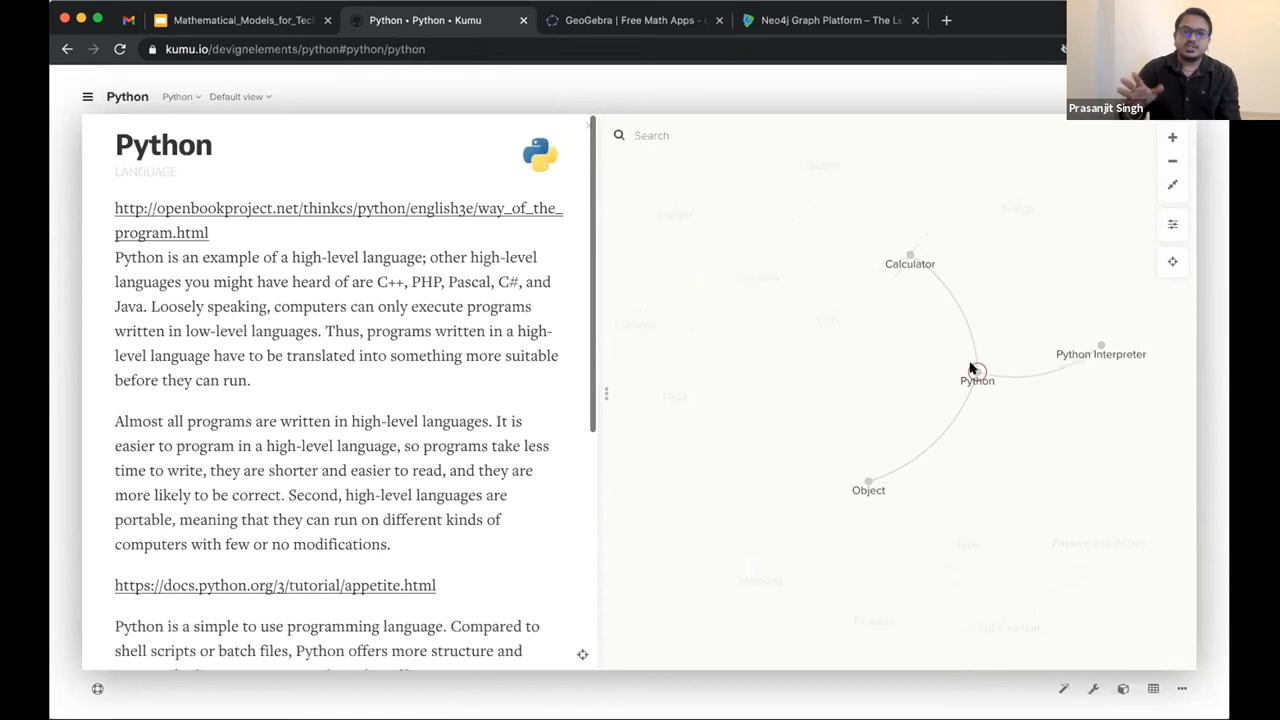 Mathematical_Models_for_Tech
Python • Python • Kumu
GeoGebra | Free Math Apps -
Neo4j Graph Platform – The Le
kumu.io/devignelements/python#python/python
Prasanjit Singh
Python
Python
Default view
Python
LANGUAGE
http://openbookproject.net/thinkcs/python/english3e/way_of_the_
program.html
Python is an example of a high-level language; other high-level
languages you might have heard of are C++, PHP, Pascal, C#, and
Java. Loosely speaking, computers can only execute programs
written in low-level languages. Thus, programs written in a high-
level language have to be translated into something more suitable
before they can run.
Almost all programs are written in high-level languages. It is
easier to program in a high-level language, so programs take less
time to write, they are shorter and easier to read, and they are
more likely to be correct. Second, high-level languages are
portable, meaning that they can run on different kinds of
computers with few or no modifications.
https://docs.python.org/3/tutorial/appetite.html
Python is a simple to use programming language. Compared to
shell scripts or batch files, Python offers more structure and
Search
Fraction
Integer
Strings
Calculator
Lists
Python Interpreter
Python
Float
Object
Type
Methods